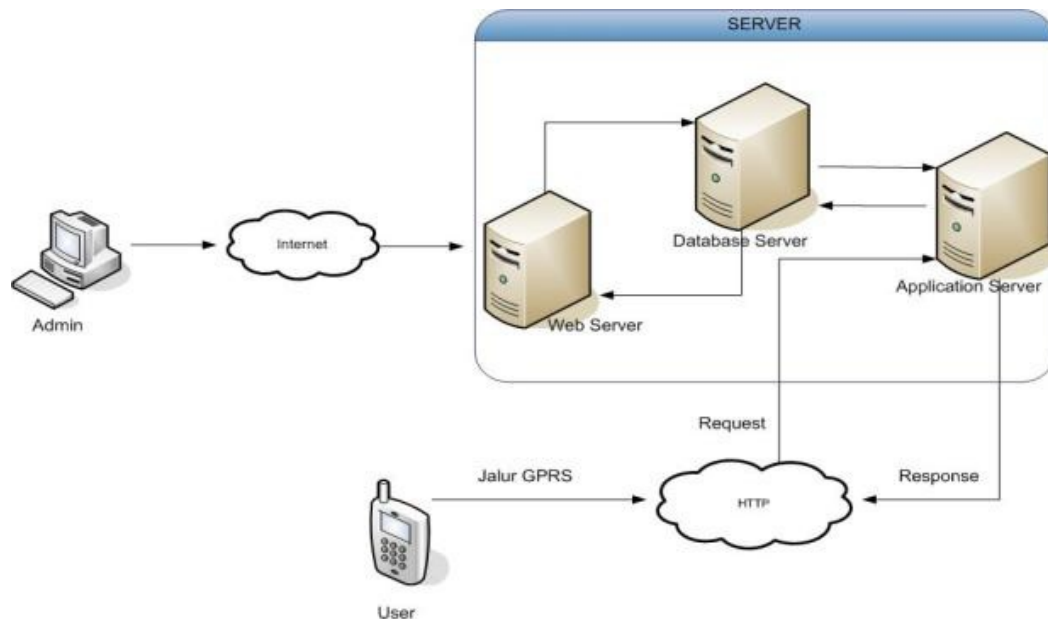 SERVER
Internet
Database Server
Application Server
Web Server
Admin
Request
Jalur GPRS
HTTP
Response
User